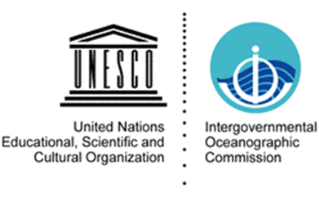 UNESCO
United Nations
Educational, Scientific and
Cultural Organization
Intergovernmental
Oceanographic
Commission